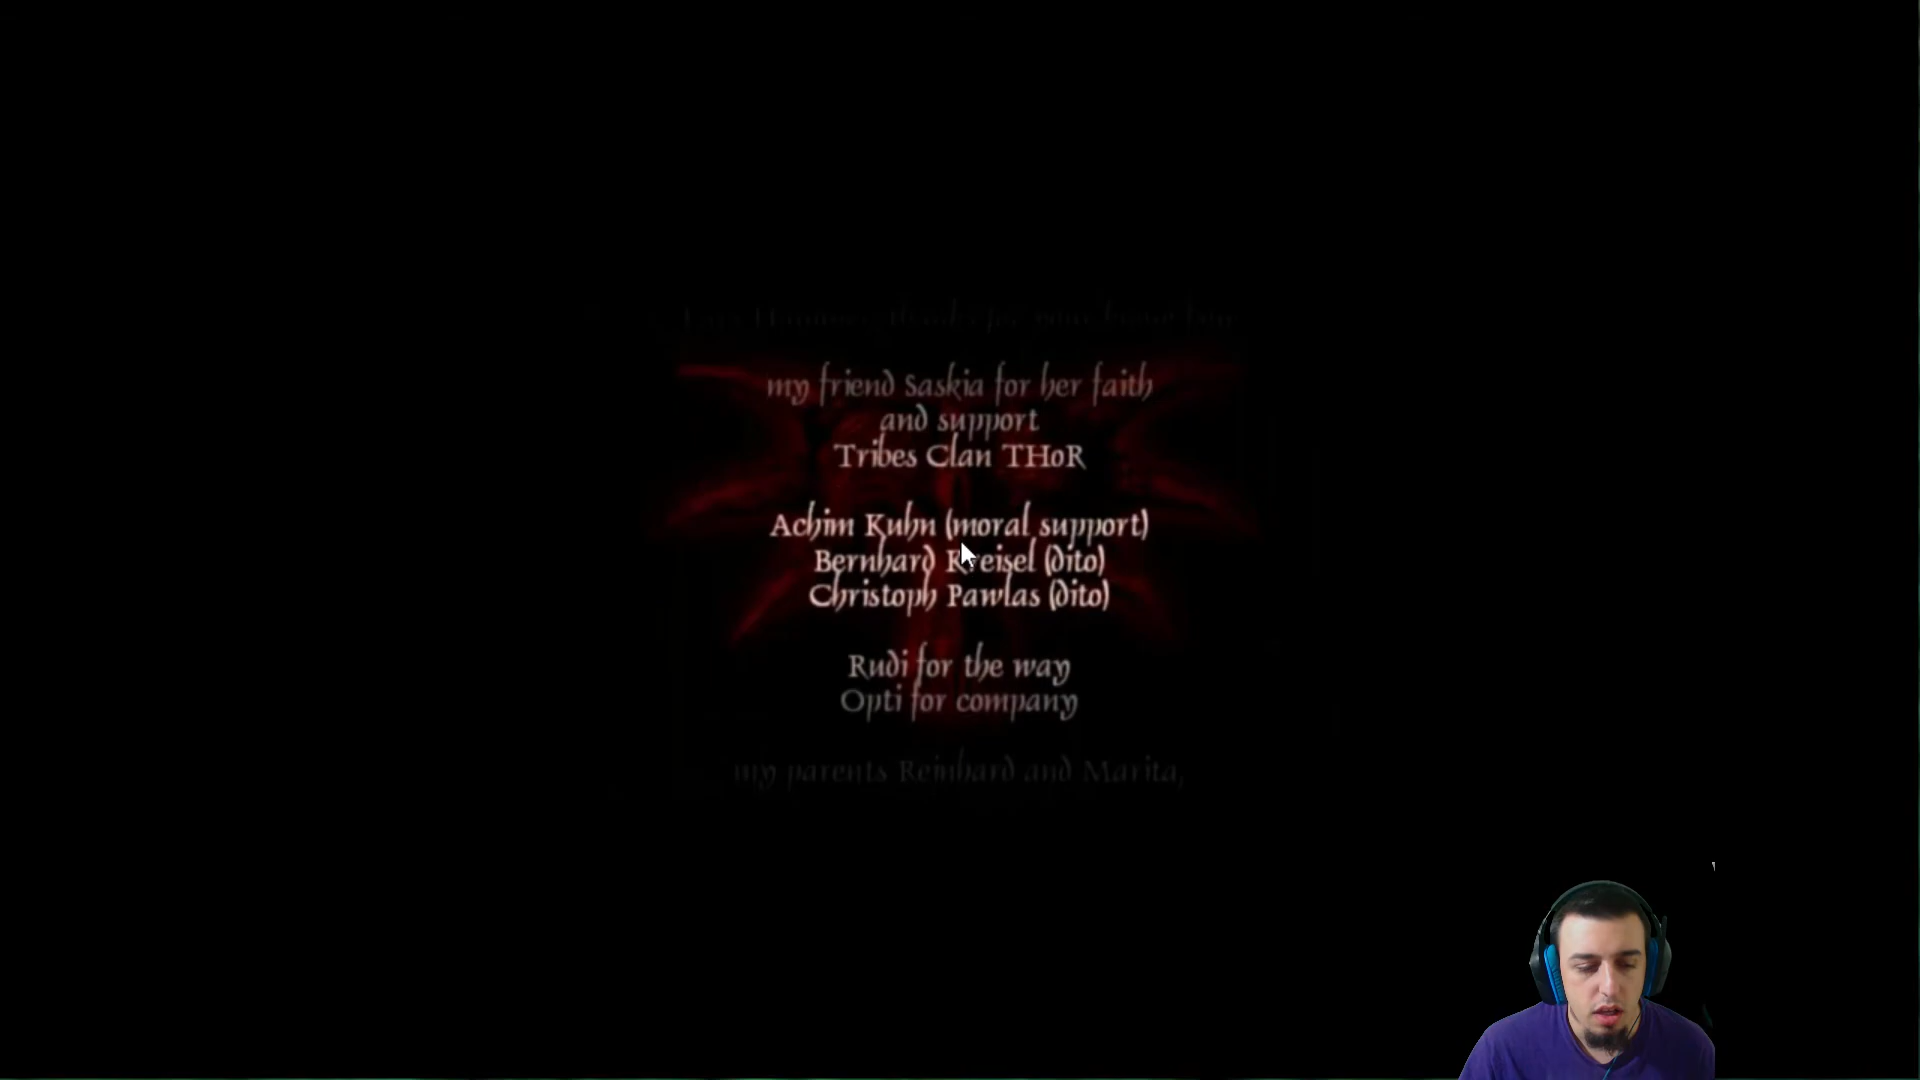 my friend Saskia for her faith
and support
Tribes Clan THoR
Achim Kuhn (moral support)
Bernhard Kreisel (dito)
Christoph Pawlas (dito)
Rudi for the way
Opti for company
my parents Reinhard and Marita,